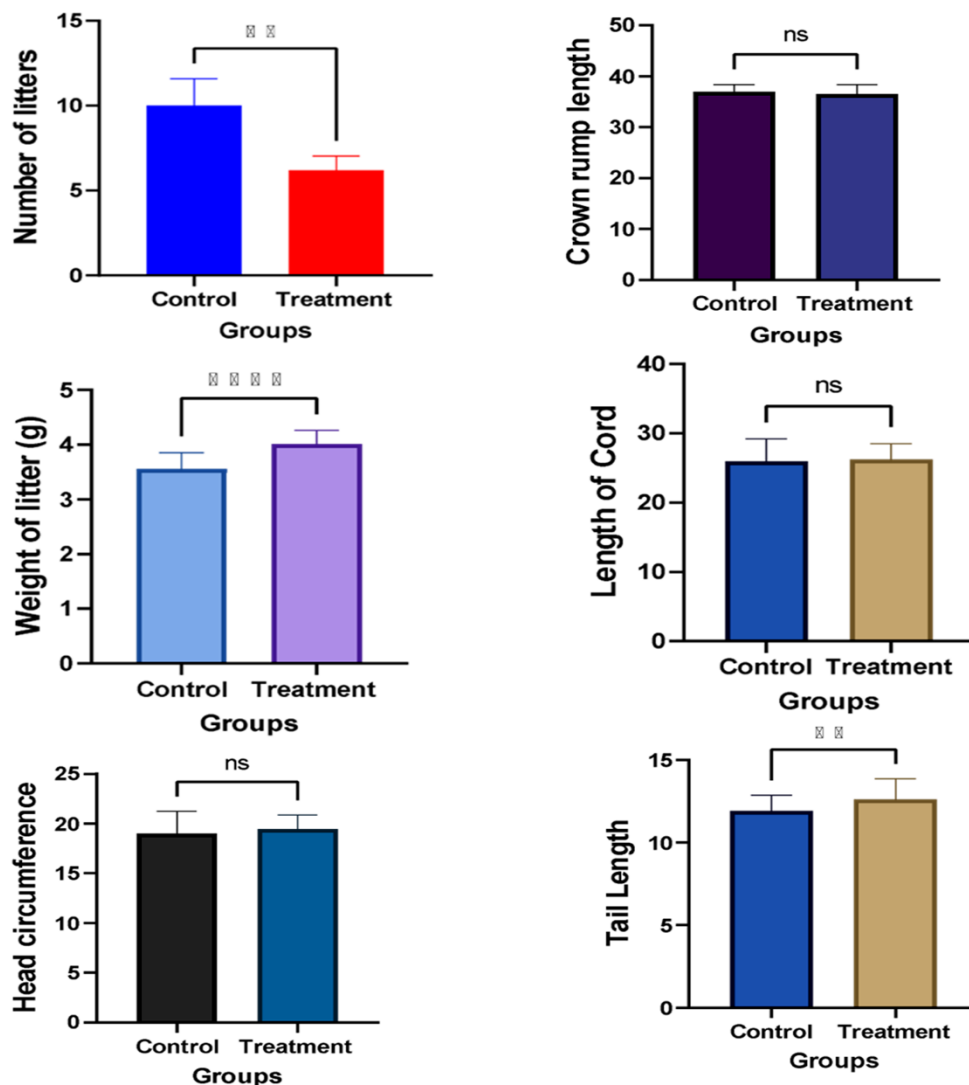 Number of litters
15
10
5
0
Control Treatment
Groups
ns
Crown rump length
50
40
30
20
10
0
Control Treatment
Groups
Weight of litter (g)
5
4
3
2
1
0
Control Treatment
Groups
ns
Length of Cord
40
30
20
10
0
Control Treatment
Groups
ns
Head circumference
25
20
15
10
5
0
Control Treatment
Groups
Tail Length
15
10
5
0
Control Treatment
Groups